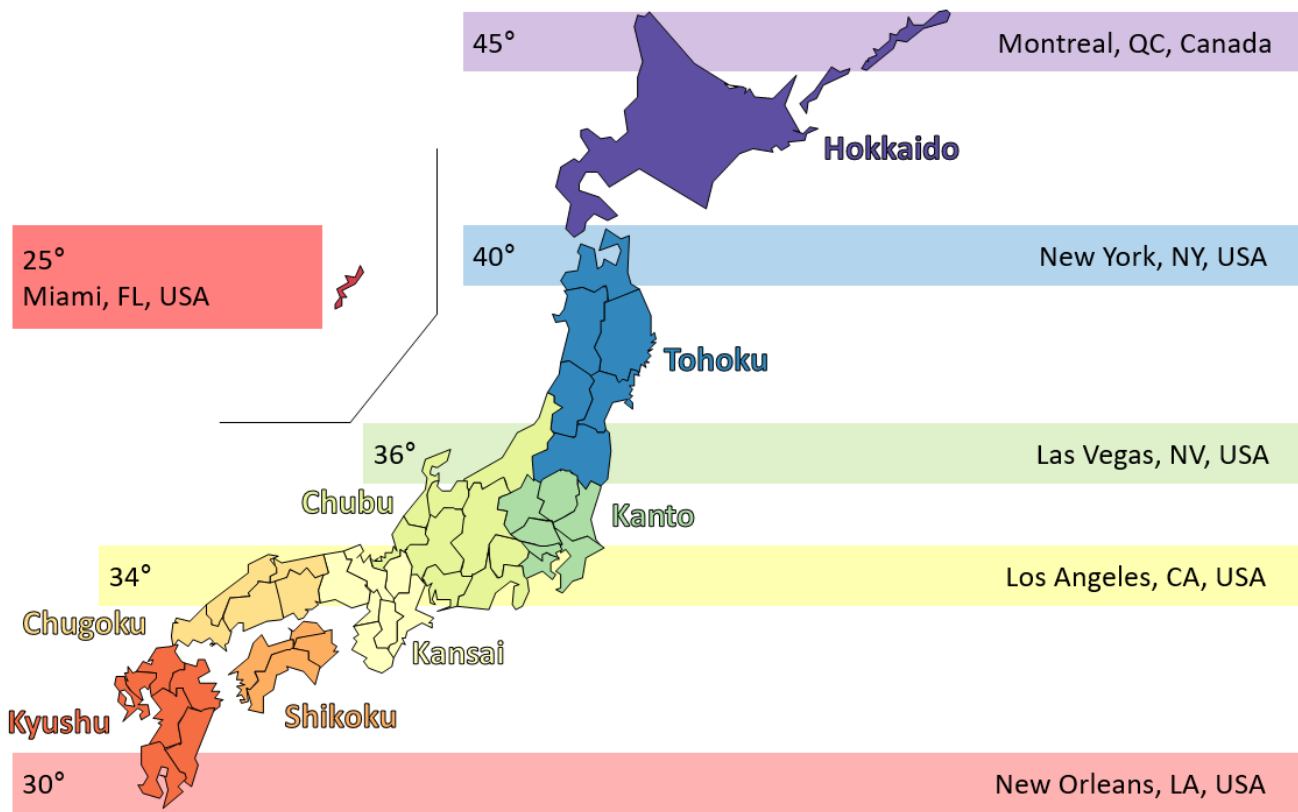 45°
Montreal, QC, Canada
Hokkaido
25°
Miami, FL, USA
40°
New York, NY, USA
Tohoku
36°
Las Vegas, NV, USA
Chubu
Kanto
34°
Los Angeles, CA, USA
Chugoku
Kansai
Kyushu
Shikoku
30°
New Orleans, LA, USA